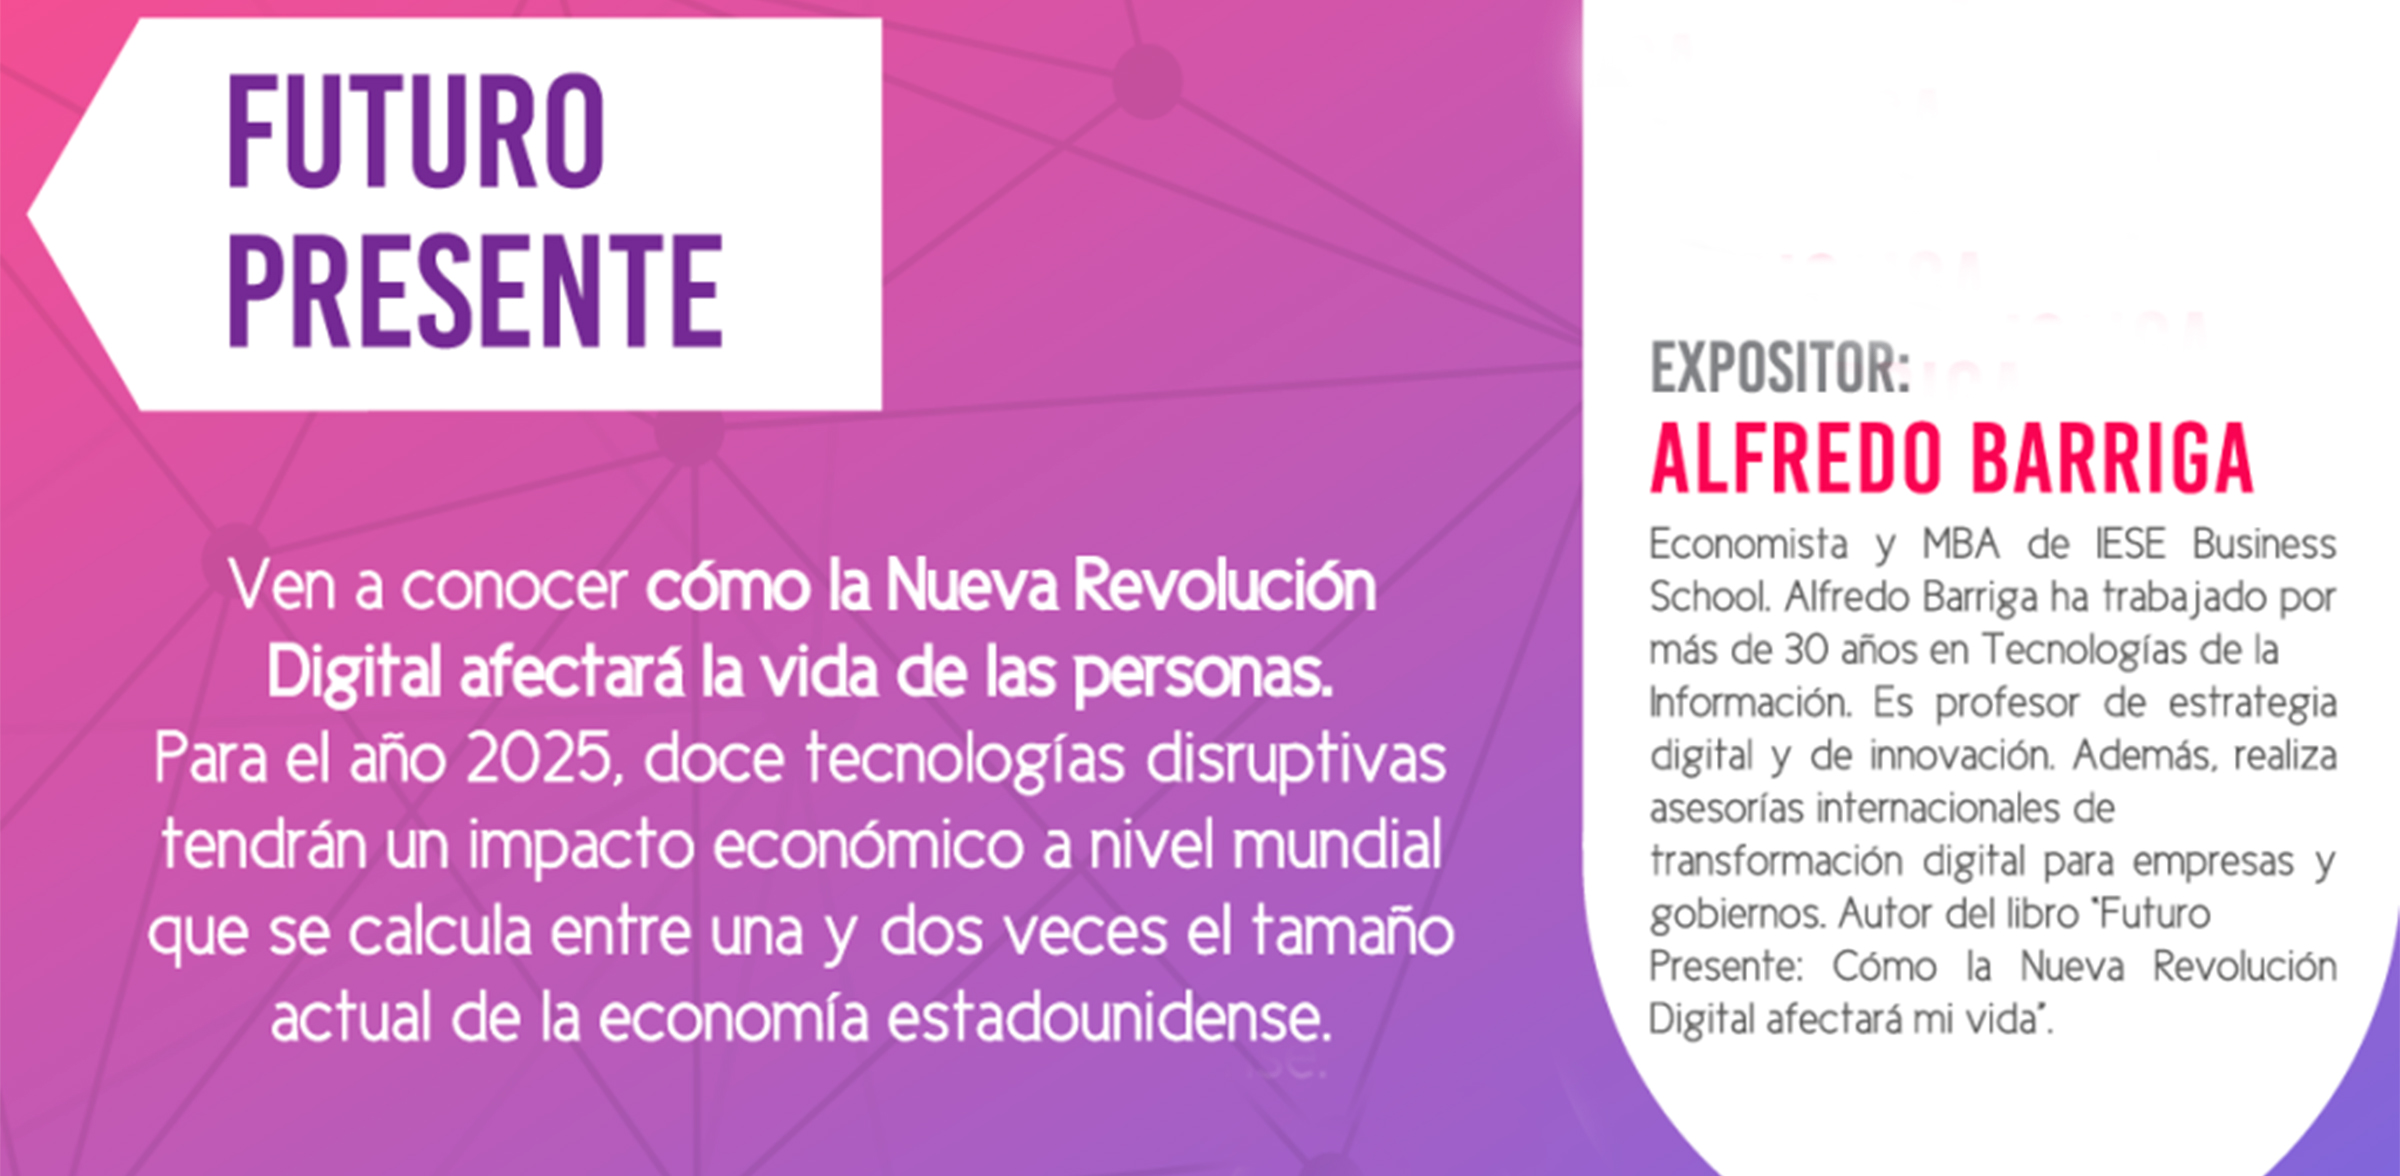 FUTURO
PRESENTE
Ven a conocer cómo la Nueva Revolución
Digital afectará la vida de las personas.
Para el año 2025, doce tecnologías disruptivas
tendrán un impacto económico a nivel mundial
que se calcula entre una y dos veces el tamaño
actual de la economía estadounidense.
EXPOSITOR:
ALFREDO BARRIGA
Economista y MBA de IESE Business
School. Alfredo Barriga ha trabajado por
más de 30 años en Tecnologías de la
Información. Es profesor de estrategia
digital y de innovación. Además, realiza
asesorías internacionales de
transformación digital para empresas y
gobiernos. Autor del libro "Futuro
Presente: Cómo la Nueva Revolución
Digital afectará mi vida".